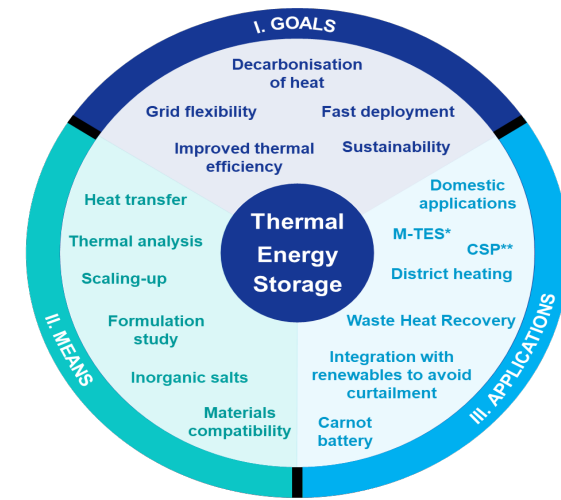 I. GOALS
Decarbonisation
of heat
Grid flexibility
Fast deployment
Improved thermal
efficiency
Sustainability
Thermal
Energy
Storage
II. MEANS
Heat transfer
Thermal analysis
Scaling-up
Formulation
study
Inorganic salts
Materials
compatibility
III. APPLICATIONS
Domestic
applications
M-TES*
CSP**
District heating
Waste Heat Recovery
Integration with
renewables to avoid
curtailment
Carnot
battery